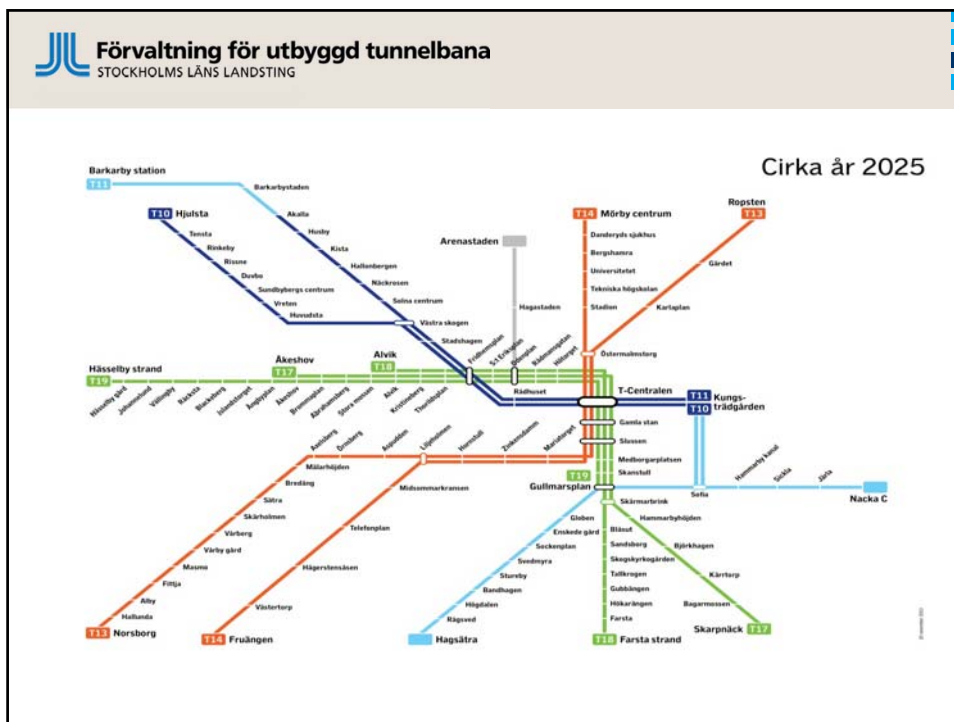 Förvaltning för utbyggd tunnelbana
STOCKHOLMS LÄNS LANDSTING
Cirka år 2025
Barkarby station
T11
Barkarbystaden
Akalla
Husby
Kista
Hallonbergen
Näckrosen
Solna centrum
Västra skogen
Stadshagen
T10 Hjulsta
Tensta
Rinkeby
Rissne
Duvbo
Sundbybergs centrum
Vreten
Huvudsta
Arenastaden
Hagastaden
T14 Mörby centrum
Danderyds sjukhus
Bergshamra
Universitetet
Tekniska högskolan
Stadion
Ropsten
T13
Gärdet
Karlaplan
Östermalmstorg
Hässelby strand
T19
Åkeshov
T17
Alvik
T18
Fridhemsplan
S:t Eriksplan
Odenplan
Rådmansgatan
Hötorget
Hässelby gård
Johannelund
Vällingby
Råcksta
Blackeberg
Islandstorget
Ängbyplan
Åkeshov
Brommaplan
Abrahamsberg
Stora mossen
Alvik
Kristineberg
Thorildsplan
Rådhuset
T-Centralen
T11
T10
Kungs-
trädgården
Gamla stan
Slussen
Medborgarplatsen
Skanstull
T19
Gullmarsplan
Skärmarbrink
Axelsberg
Örnsberg
Aspudden
Liljeholmen
Hornstull
Zinkensdamm
Mariatorget
Mälarhöjden
Bredäng
Sätra
Skärholmen
Vårberg
Vårby gård
Masmo
Fittja
Alby
Hallunda
T13 Norsborg
Midsommarkransen
Telefonplan
Hägerstensåsen
Västertorp
T14 Fruängen
Sofia
Hammarby kanal
Sickla
Järla
Nacka C
Globen
Enskede gård
Sockenplan
Svedmyra
Stureby
Bandhagen
Högdalen
Rågsved
Hagsätra
Blåsut
Sandsborg
Skogskyrkogården
Tallkrogen
Gubbängen
Hökarängen
Farsta
T18 Farsta strand
Hammarbyhöjden
Björkhagen
Kärrtorp
Bagarmossen
Skarpnäck T17